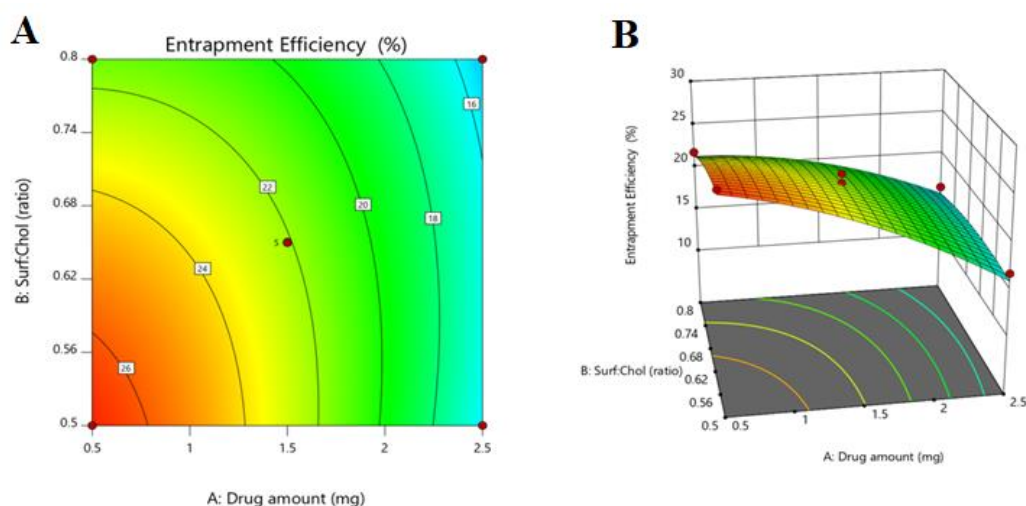 A
Entrapment Efficiency (%)
0.8
0.74
0.68
0.62
0.56
0.5
B: Surf:Chol (ratio)
16
22
20
18
5
24
26
0.5 1 1.5 2 2.5
A: Drug amount (mg)
B
30
25
20
15
10
Entrapment Efficiency (%)
0.8
0.74
0.68
0.62
0.56
0.5
B: Surf:Chol (ratio)
0.5 1 1.5 2 2.5
A: Drug amount (mg)